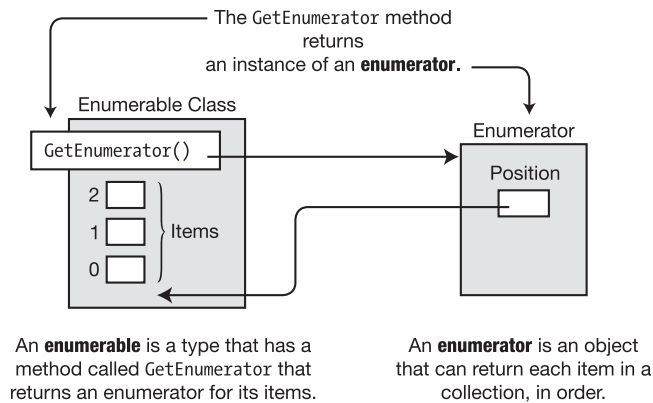 The GetEnumerator method
returns
an instance of an enumerator.
Enumerable Class
Enumerator
GetEnumerator()
Position
2
1
Items
0
An enumerable is a type that has a
method called GetEnumerator that
returns an enumerator for its items.
An enumerator is an object
that can return each item in a
collection, in order.